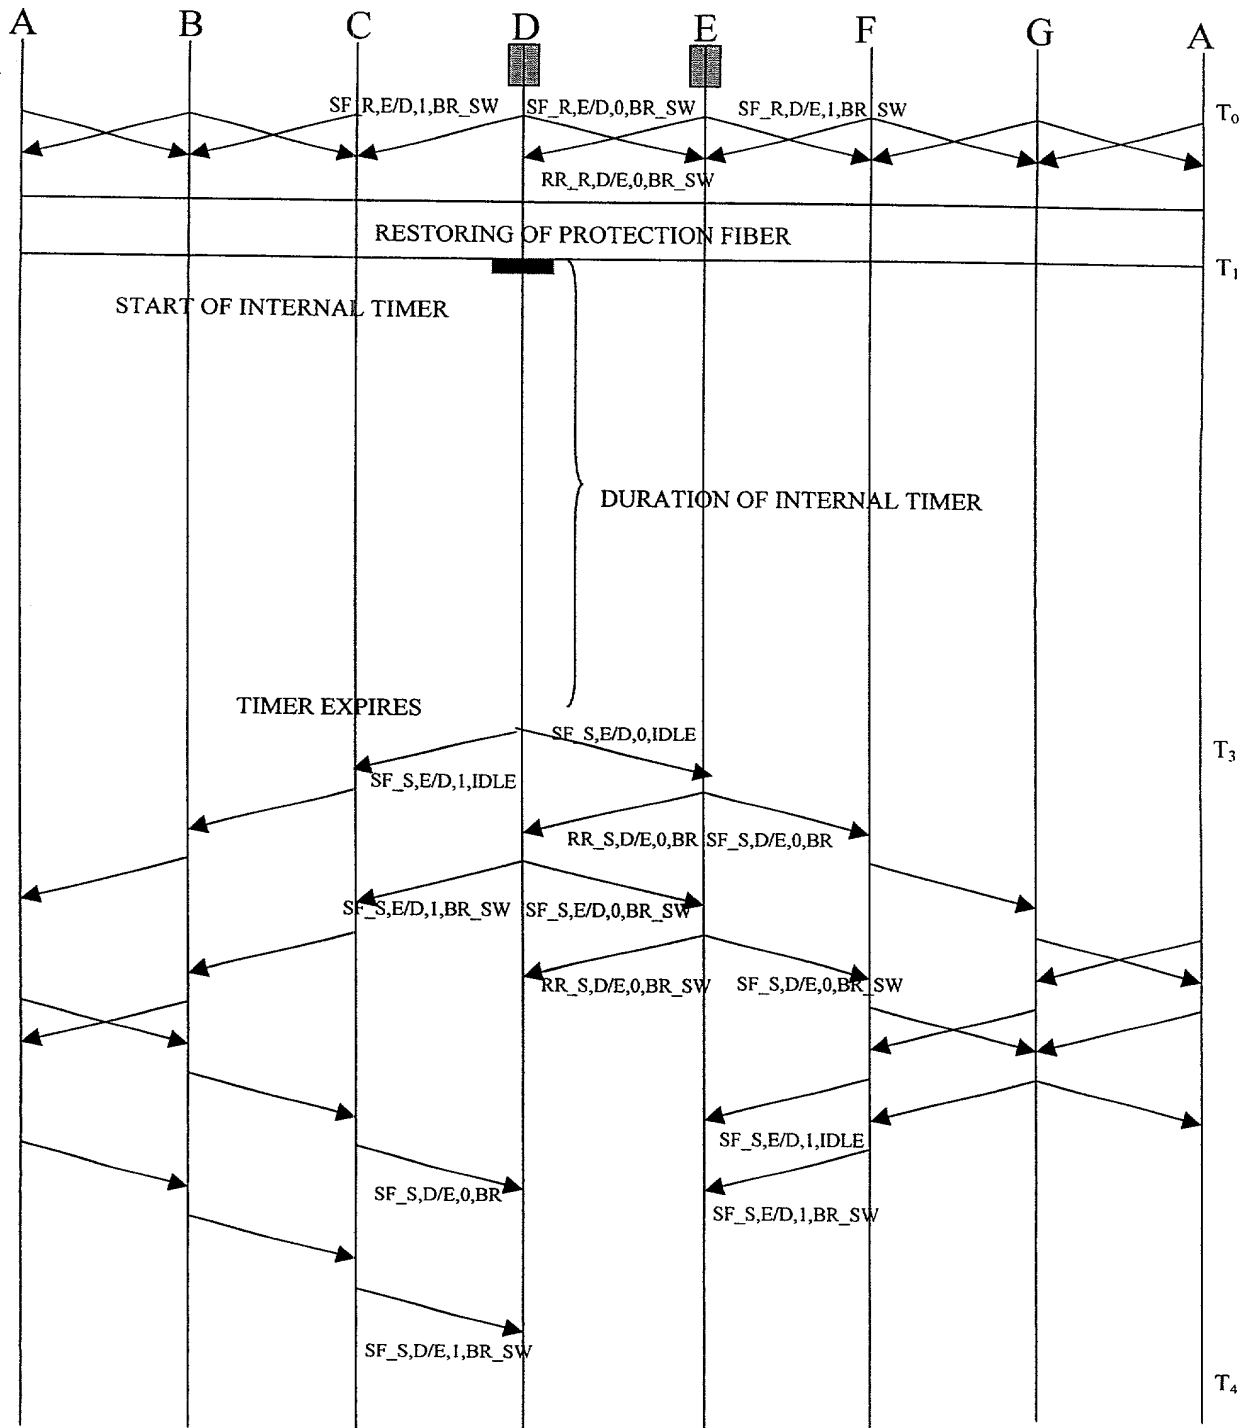 A B C D E F G A
SF_R,E/D,1,BR_SW SF_R,E/D,0,BR_SW SF_R,D/E,1,BR_SW T0
RR_R,D/E,0,BR_SW
RESTORING OF PROTECTION FIBER
T1
START OF INTERNAL TIMER
DURATION OF INTERNAL TIMER
TIMER EXPIRES
SF_S,E/D,0,IDLE
T3
SF_S,E/D,1,IDLE
RR_S,D/E,0,BR SF_S,D/E,0,BR
SF_S,E/D,1,BR_SW SF_S,E/D,0,BR_SW
RR_S,D/E,0,BR_SW SF_S,D/E,0,BR_SW
SF_S,E/D,1,IDLE
SF_S,D/E,0,BR
SF_S,E/D,1,BR_SW
SF_S,D/E,1,BR_SW
T4